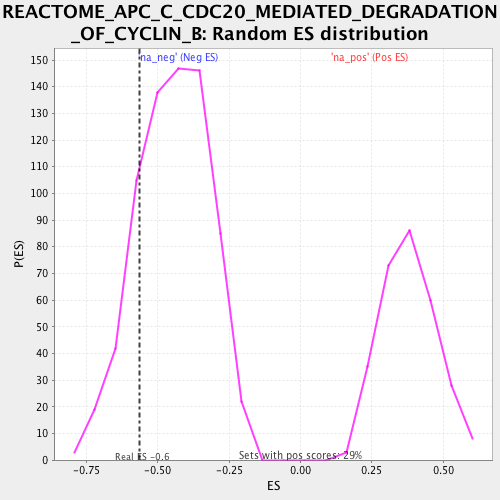 REACTOME_APC_C_CDC20_MEDIATED_DEGRADATION
_OF_CYCLIN_B: Random ES distribution
'na_neg' (Neg ES)
'na_pos' (Pos ES)
150
140
130
120
110
100
90
80
70
60
50
40
30
20
10
0
P(ES)
Real ES -0.6
Sets with pos scores: 29%
-0.75
-0.50
-0.25
0.00
0.25
0.50
ES